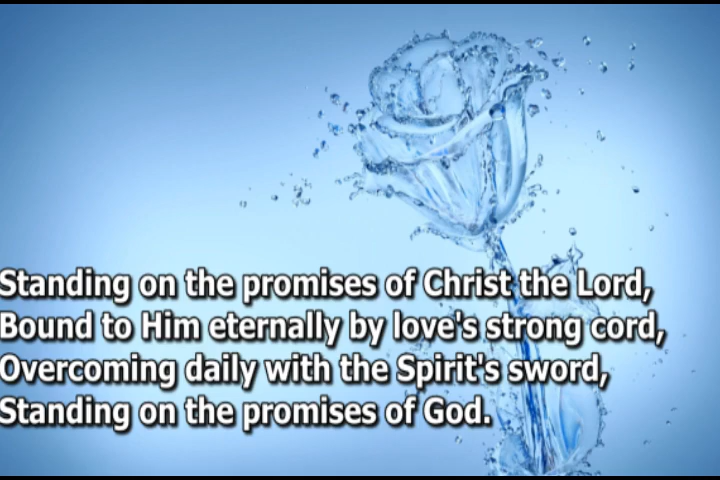 Standing on the promises of Christ the Lord,
Bound to Him eternally by love's strong cord,
Overcoming daily with the Spirit's sword,
Standing on the promises of God.